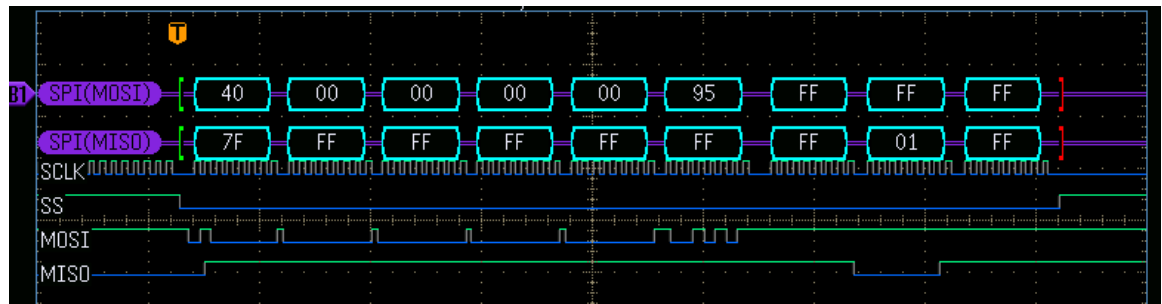 T
B1 SPI(MOSI) 40 00 00 00 00 95 FF FF FF
SPI(MISO) 7F FF FF FF FF FF FF 01 FF
SCLK
SS
MOSI
MISO